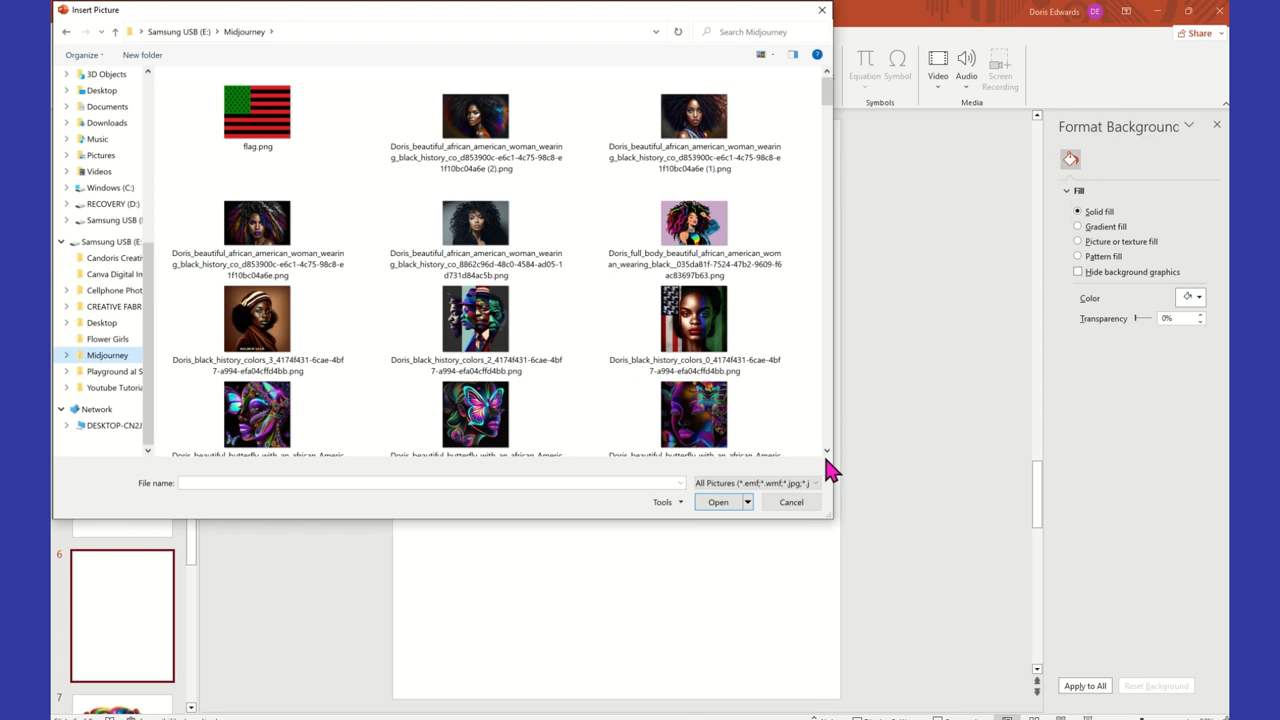 Insert Picture
Doris Edwards
DE
Samsung USB (E:)
Midjourney
Search Midjourney
Share
Organize
New folder
3D Objects
Desktop
Documents
Downloads
Music
Pictures
Videos
Windows (C:)
RECOVERY (D:)
Samsung USB (
Samsung USB (E:
Candoris Creati
Canva Digital In
Cellphone Phot
CREATIVE FABR
Desktop
Flower Girls
Midjourney
Playground al S
Youtube Tutoria
Network
DESKTOP-CN2J
flag.png
Doris_beautiful_african_american_woman_wearin
g_black_history_co_d853900c-e6c1-4c75-98c8-e
1f10bc04a6e (2).png
Doris_beautiful_african_american_woman_wearin
g_black_history_co_d853900c-e6c1-4c75-98c8-e
1f10bc04a6e (1).png
Doris_beautiful_african_american_woman_wearin
g_black_history_co_d853900c-e6c1-4c75-98c8-e
1f10bc04a6e.png
Doris_beautiful_african_american_woman_wearin
g_black_history_co_8862c96d-48c0-4584-ad05-1
d731d84ac5b.png
Doris_full_body_beautiful_african_american_wom
an_wearing_black__035da81f-7524-47b2-9609-f6
ac83697b63.png
Doris_black_history_colors_3_4174f431-6cae-4bf
7-a994-efa04cffd4bb.png
Doris_black_history_colors_2_4174f431-6cae-4bf
7-a994-efa04cffd4bb.png
Doris_black_history_colors_0_4174f431-6cae-4bf
7-a994-efa04cffd4bb.png
Doris_beautiful_butterfly_with_an_african_Americ
Doris_beautiful_butterfly_with_an_african_Americ
Doris_beautiful_butterfly_with_an_african_Americ
File name:
All Pictures (*.emf;*.wmf;*.jpg;*.j
Tools
Open
Cancel
Equation
Symbol
Video
Audio
Screen
Recording
Symbols
Media
Format Background
Fill
Solid fill
Gradient fill
Picture or texture fill
Pattern fill
Hide background graphics
Color
Transparency
0%
Apply to All
Reset Background
6
7